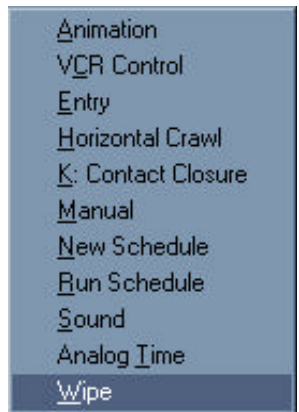 Animation
VCR Control
Entry
Horizontal Crawl
K: Contact Closure
Manual
New Schedule
Run Schedule
Sound
Analog Time
Wipe